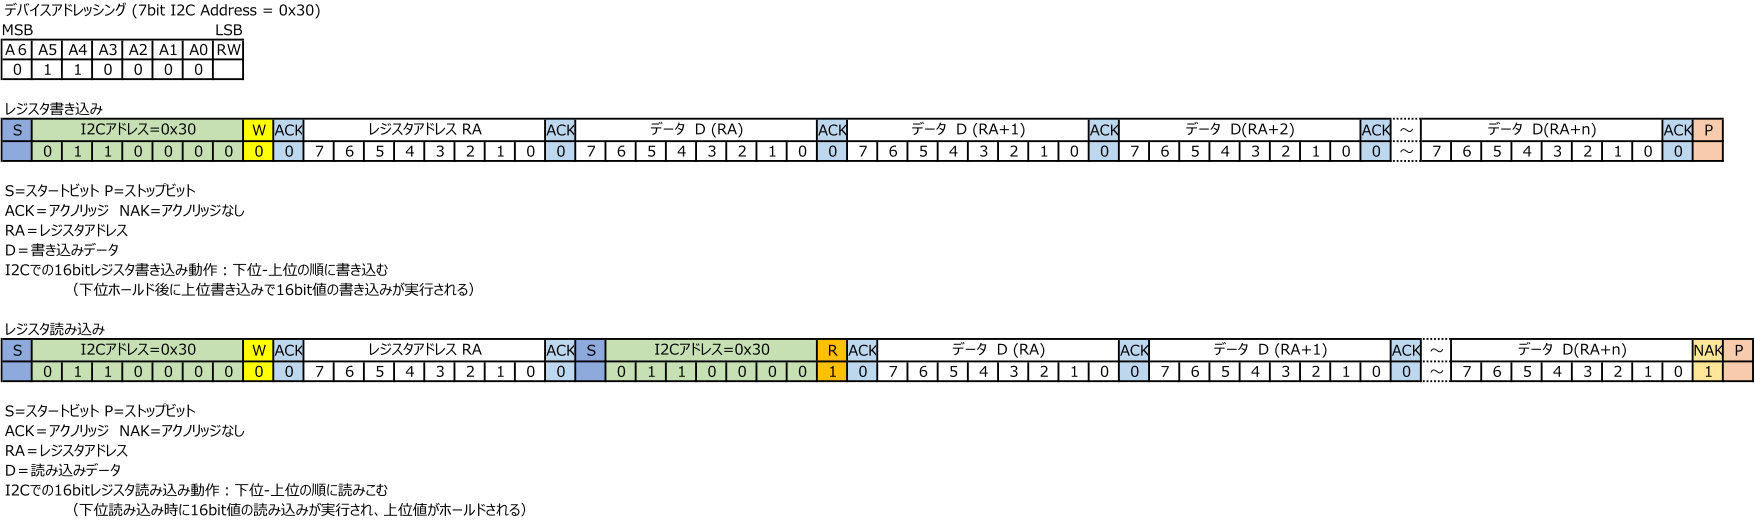 デバイスアドレッシング (7bit I2C Address = 0x30)
MSB LSB
A6 A5 A4 A3 A2 A1 A0 RW
0 1 1 0 0 0 0
レジスタ書き込み
S I2Cアドレス=0x30 W ACK レジスタアドレス RA ACK データ D (RA) ACK データ D (RA+1) ACK データ D(RA+2) ACK ～ データ D(RA+n) ACK P
0 1 1 0 0 0 0 0 0 7 6 5 4 3 2 1 0 0 7 6 5 4 3 2 1 0 0 7 6 5 4 3 2 1 0 0 7 6 5 4 3 2 1 0 0 ～ 7 6 5 4 3 2 1 0 0
S=スタートビット P=ストップビット
ACK＝アクノリッジ NAK=アクノリッジなし
RA＝レジスタアドレス
D＝書き込みデータ
I2Cでの16bitレジスタ書き込み動作：下位-上位の順に書き込む
（下位ホールド後に上位書き込みで16bit値の書き込みが実行される）
レジスタ読み込み
S I2Cアドレス=0x30 W ACK レジスタアドレス RA ACK S I2Cアドレス=0x30 R ACK データ D (RA) ACK データ D (RA+1) ACK ～ データ D(RA+n) NAK P
0 1 1 0 0 0 0 0 0 7 6 5 4 3 2 1 0 0 0 1 1 0 0 0 0 1 0 7 6 5 4 3 2 1 0 0 7 6 5 4 3 2 1 0 0 ～ 7 6 5 4 3 2 1 0 1
S=スタートビット P=ストップビット
ACK＝アクノリッジ NAK=アクノリッジなし
RA＝レジスタアドレス
D＝読み込みデータ
I2Cでの16bitレジスタ読み込み動作：下位-上位の順に読みこむ
（下位読み込み時に16bit値の読み込みが実行され、上位値がホールドされる）